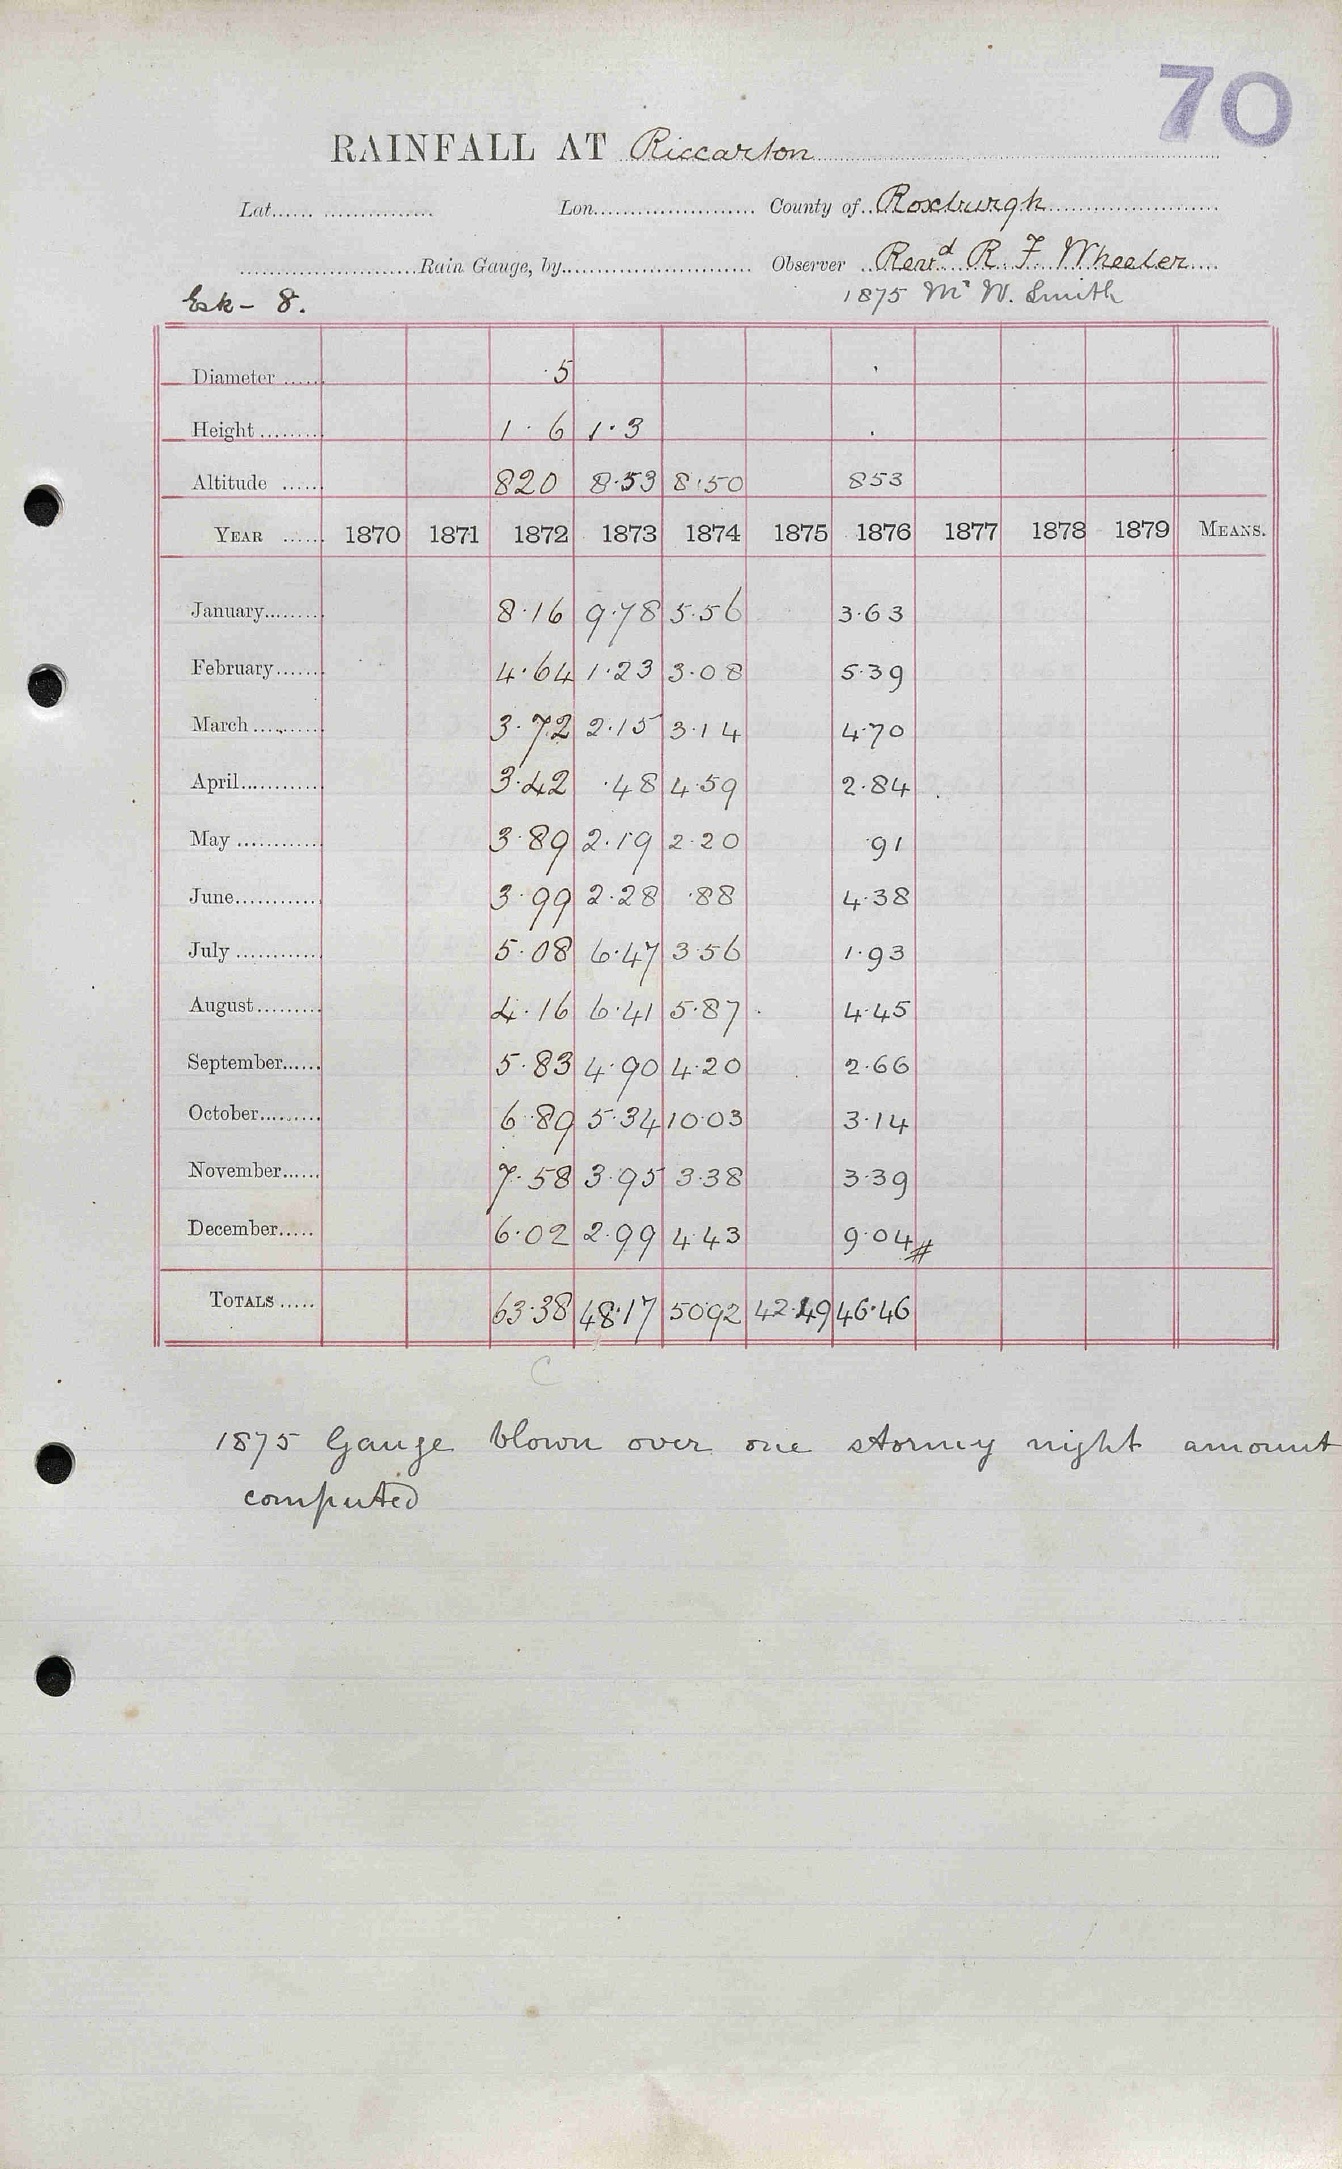 70
RAINFALL AT Riccarton
Lat. Lon. County of Roxburgh
Rain Gauge, by Observer Revd R F Wheeler
Esk - 8. 1875 Mr W. Smith
Diameter 5
Height 1·6 1·3
Altitude 820 8·53 8·50 853
YEAR 1870 1871 1872 1873 1874 1875 1876 1877 1878 1879 MEANS.
January 8·16 9·78 5·56 3·63
February 4·64 1·23 3·08 5·39
March 3·72 2·15 3·14 4·70
April 3·42 ·48 4·59 2·84
May 3·89 2·19 2·20 ·91
June 3·99 2·28 ·88 4·38
July 5·08 6·47 3·56 1·93
August 4·16 6·41 5·87 4·45
September 5·83 4·90 4·20 2·66
October 6·89 5·34 10·03 3·14
November 7·58 3·95 3·38 3·39
December 6·02 2·99 4·43 9·04#
TOTALS 63·38 48·17 50·92 42·49 46·46
C
1875 Gauge blown over one stormy night amount
computed